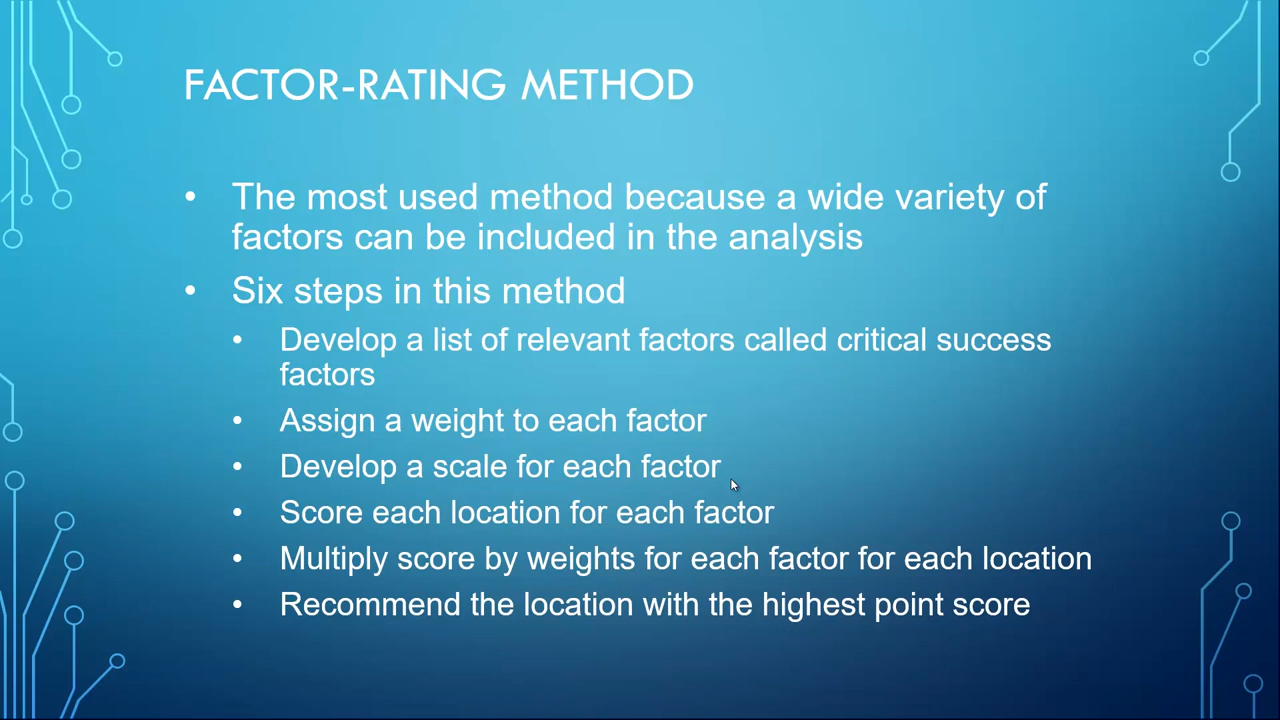 FACTOR-RATING METHOD
• The most used method because a wide variety of
factors can be included in the analysis
• Six steps in this method
• Develop a list of relevant factors called critical success
factors
• Assign a weight to each factor
• Develop a scale for each factor
• Score each location for each factor
• Multiply score by weights for each factor for each location
• Recommend the location with the highest point score